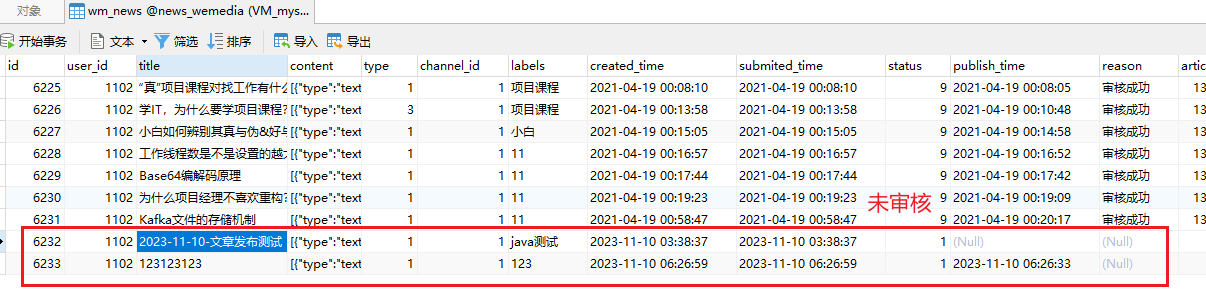 对象 wm_news @news_wemedia (VM_mys...
开始事务 文本 筛选 排序 导入 导出
id user_id title content type channel_id labels created_time submited_time status publish_time reason artic
6225 1102 "真"项目课程对找工作有什么 [{"type":"text 1 1 项目课程 2021-04-19 00:08:10 2021-04-19 00:08:10 9 2021-04-19 00:08:05 审核成功 13
6226 1102 学IT，为什么要学项目课程? [{"type":"text 3 1 项目课程 2021-04-19 00:13:58 2021-04-19 00:13:58 9 2021-04-19 00:10:48 审核成功 13
6227 1102 小白如何辨别其真与伪&好与 [{"type":"text 1 1 小白 2021-04-19 00:15:05 2021-04-19 00:15:05 9 2021-04-19 00:14:58 审核成功 13
6228 1102 工作线程数是不是设置的越 [{"type":"text 1 1 11 2021-04-19 00:16:57 2021-04-19 00:16:57 9 2021-04-19 00:16:52 审核成功 13
6229 1102 Base64编解码原理 [{"type":"text 1 1 11 2021-04-19 00:17:44 2021-04-19 00:17:44 9 2021-04-19 00:17:42 审核成功 13
6230 1102 为什么项目经理不喜欢重构? [{"type":"text 1 1 11 2021-04-19 00:19:23 2021-04-19 00:19:23 9 2021-04-19 00:19:09 审核成功 13
未审核
6231 1102 Kafka文件的存储机制 [{"type":"text 1 1 11 2021-04-19 00:58:47 2021-04-19 00:58:47 9 2021-04-19 00:20:17 审核成功 13
6232 1102 2023-11-10-文章发布测试 [{"type":"text 1 1 java测试 2023-11-10 03:38:37 2023-11-10 03:38:37 1 (Null) (Null)
6233 1102 123123123 [{"type":"text 1 1 123 2023-11-10 06:26:59 2023-11-10 06:26:59 1 2023-11-10 06:26:33 (Null)